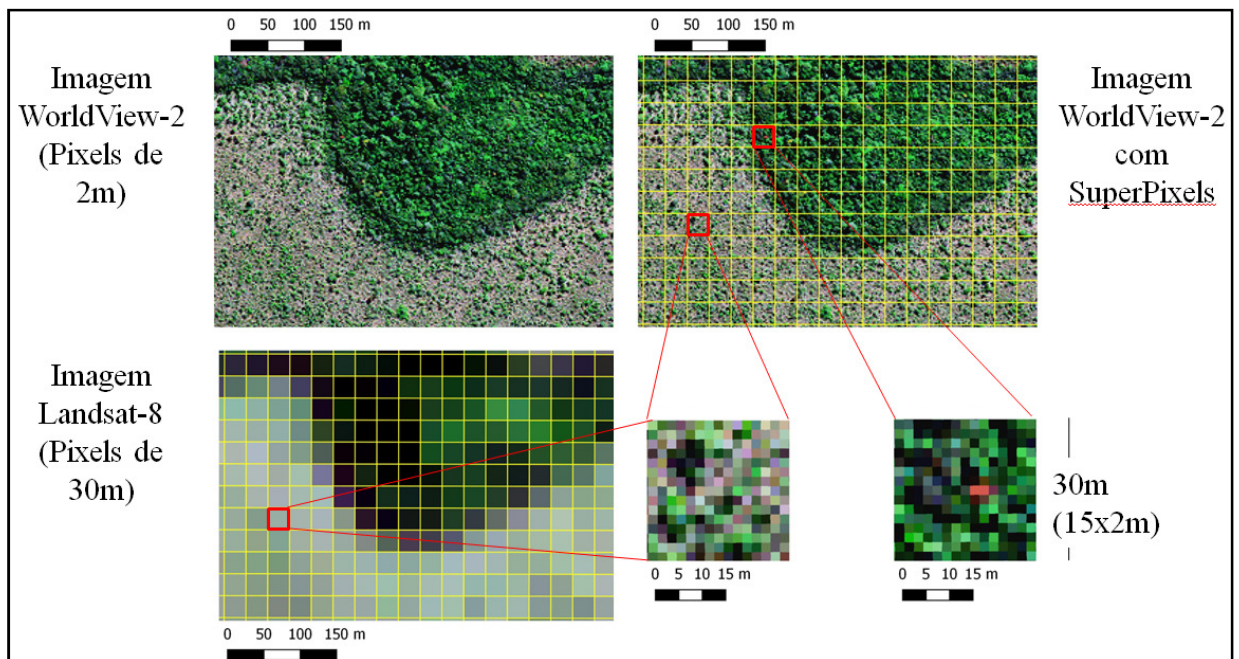 0 50 100 150 m
0 50 100 150 m
Imagem
WorldView-2
(Pixels de
2m)
Imagem
WorldView-2
com
SuperPixels
Imagem
Landsat-8
(Pixels de
30m)
30m
(15x2m)
0 5 10 15 m
0 5 10 15 m
0 50 100 150 m